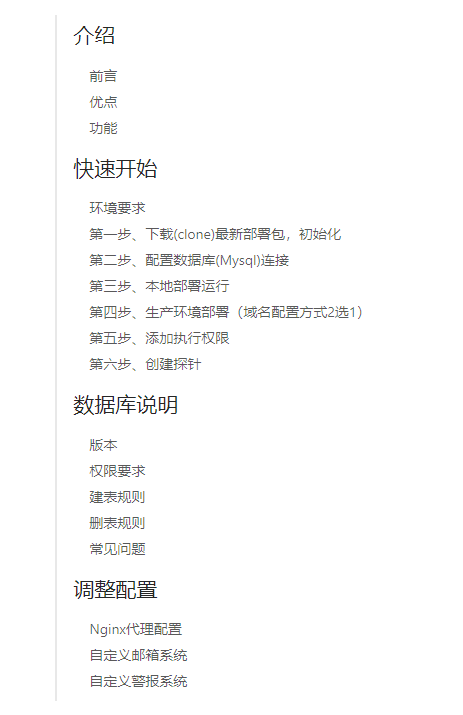 介绍
前言
优点
功能
快速开始
环境要求
第一步、下载(clone)最新部署包，初始化
第二步、配置数据库(Mysql)连接
第三步、本地部署运行
第四步、生产环境部署（域名配置方式2选1）
第五步、添加执行权限
第六步、创建探针
数据库说明
版本
权限要求
建表规则
删表规则
常见问题
调整配置
Nginx代理配置
自定义邮箱系统
自定义警报系统